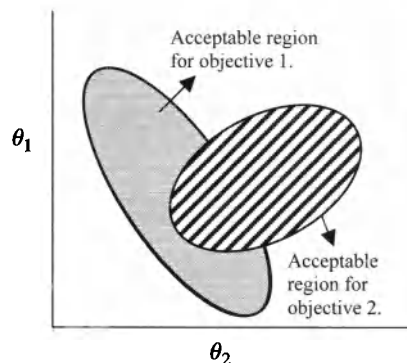 Acceptable region
for objective 1.
θ1
Acceptable
region for
objective 2.
θ2